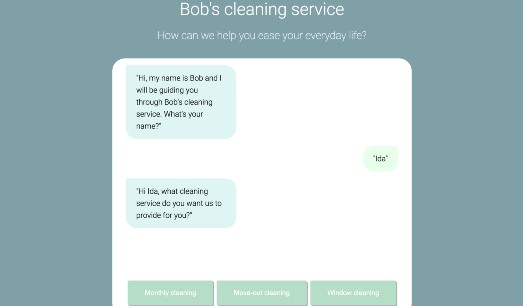 Bob's cleaning service
How can we help you ease your everyday life?
"Hi, my name is Bob and I
will be guiding you
through Bob's cleaning
service. What's your
name?"
"Ida"
"Hi Ida, what cleaning
service do you want us to
provide for you?"
Monthly cleaning
Move-out cleaning
Window cleaning